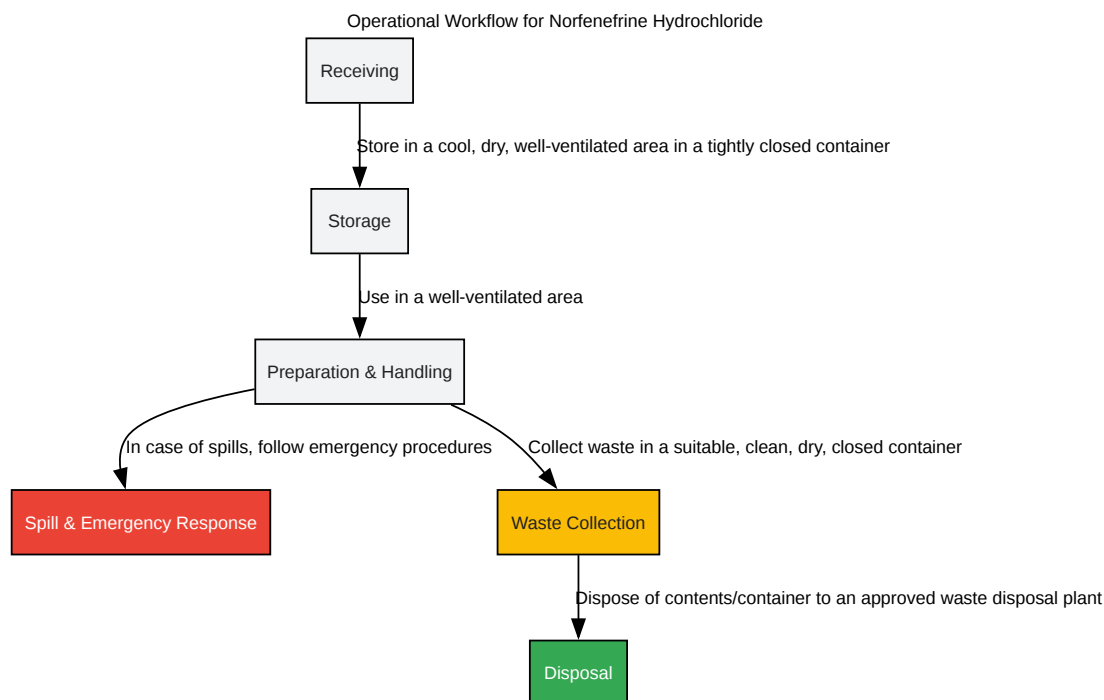 Operational Workflow for Norfenefrine Hydrochloride
Receiving
Store in a cool, dry, well-ventilated area in a tightly closed container
Storage
Use in a well-ventilated area
Preparation & Handling
In case of spills, follow emergency procedures
Collect waste in a suitable, clean, dry, closed container
Spill & Emergency Response
Waste Collection
Dispose of contents/container to an approved waste disposal plant
Disposal